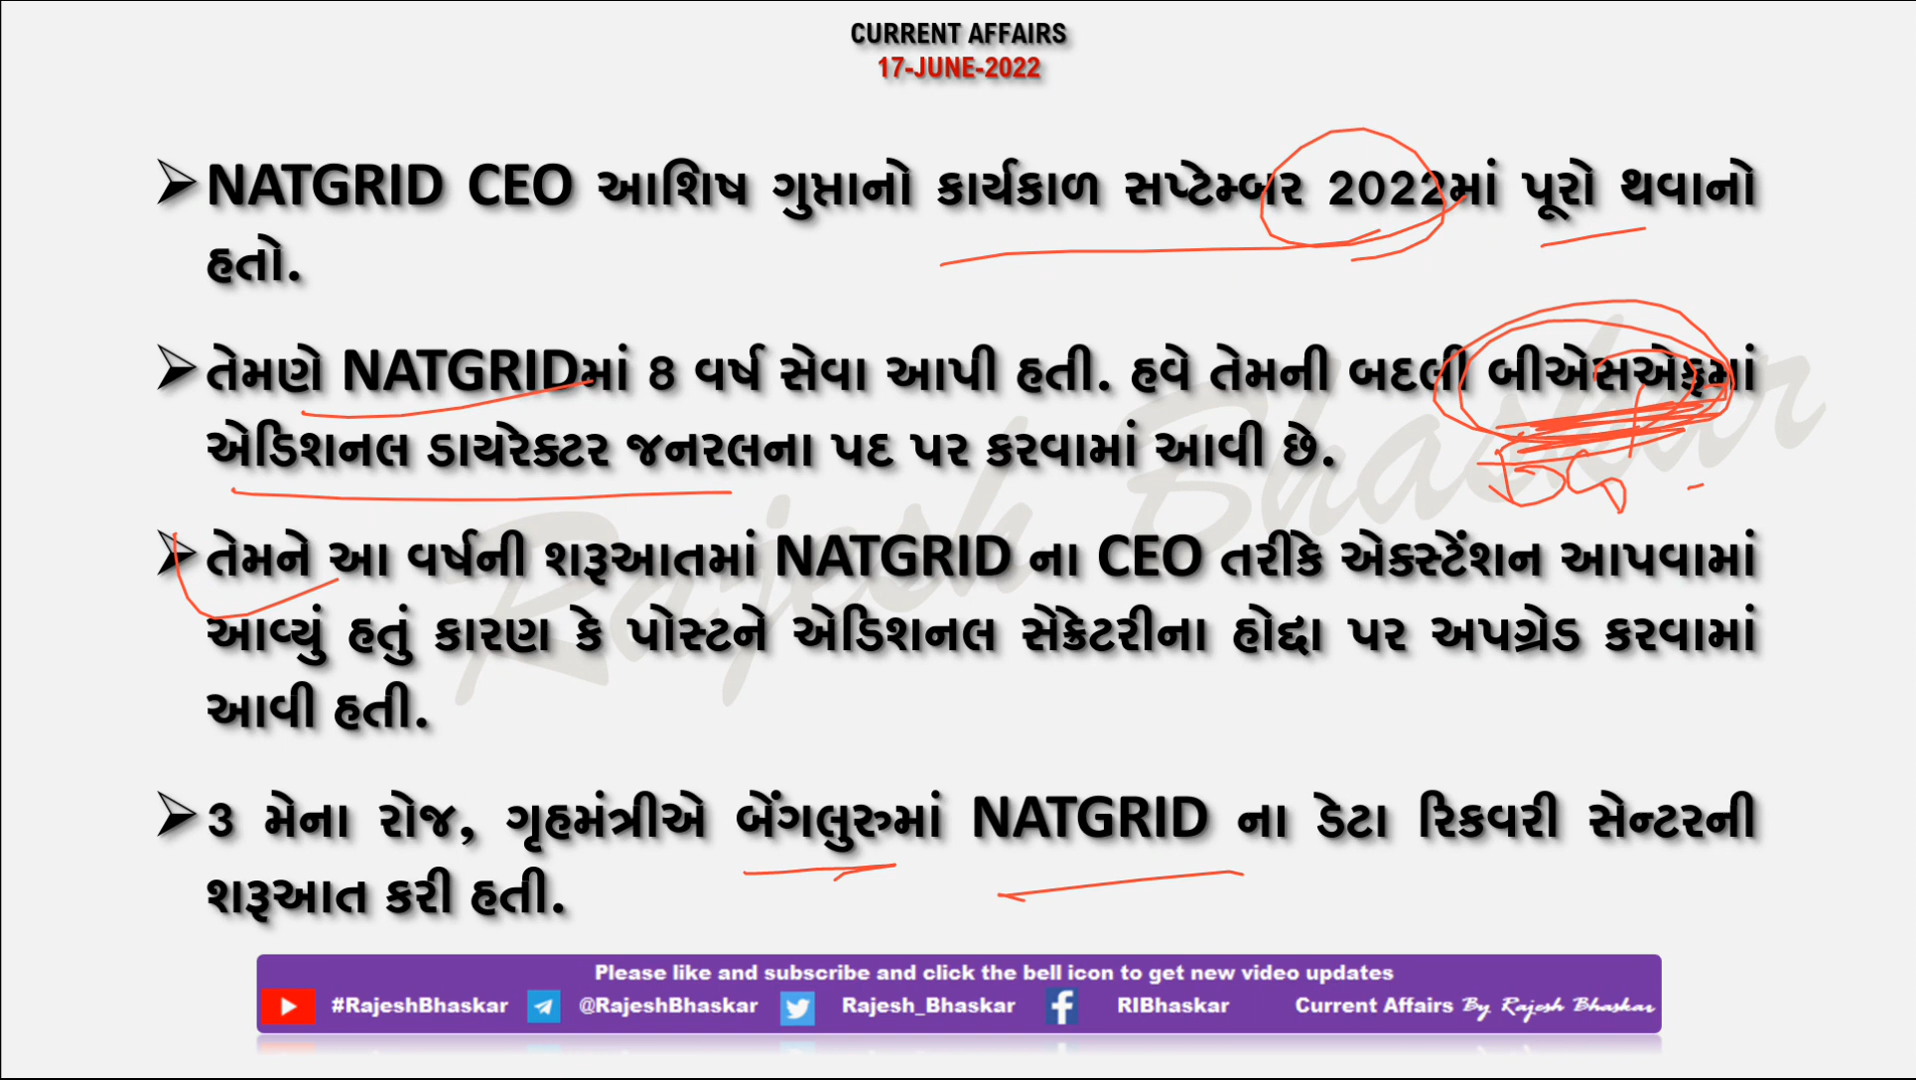 CURRENT AFFAIRS
17-JUNE-2022
NATGRID CEO આશિષ ગુપ્તાનો કાર્યકાળ સપ્ટેમ્બર 2022માં પૂરો થવાનો
હતો.
તેમણે NATGRIDમાં 8 વર્ષ સેવા આપી હતી. હવે તેમની બદલી બીએસએફમાં
એડિશનલ ડાયરેક્ટર જનરલના પદ પર કરવામાં આવી છે.
તેમને આ વર્ષની શરૂઆતમાં NATGRID ના CEO તરીકે એક્સ્ટેંશન આપવામાં
આવ્યું હતું કારણ કે પોસ્ટને એડિશનલ સેક્રેટરીના હોદ્દા પર અપગ્રેડ કરવામાં
આવી હતી.
3 મેના રોજ, ગૃહમંત્રીએ બેંગલુરુમાં NATGRID ના ડેટા રિકવરી સેન્ટરની
શરૂઆત કરી હતી.
Rajesh Bhaskar
Please like and subscribe and click the bell icon to get new video updates
#RajeshBhaskar @RajeshBhaskar Rajesh_Bhaskar RIBhaskar Current Affairs By Rajesh Bhaskar